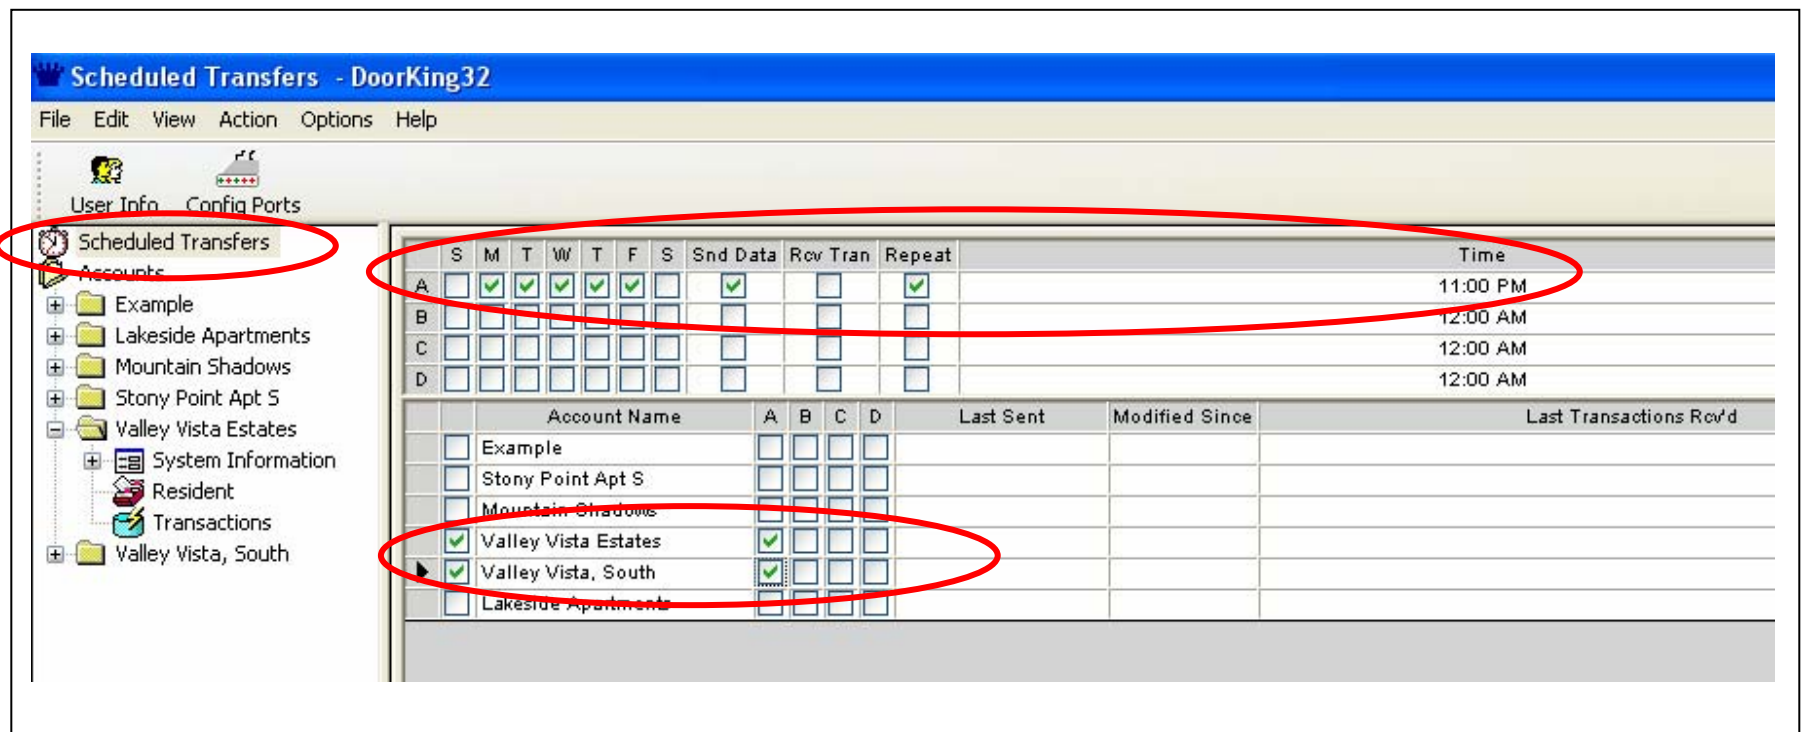 Scheduled Transfers - DoorKing32
File Edit View Action Options Help
User Info Config Ports
Scheduled Transfers
Accounts
Example
Lakeside Apartments
Mountain Shadows
Stony Point Apt S
Valley Vista Estates
System Information
Resident
Transactions
Valley Vista, South
S M T W T F S Snd Data Rcv Tran Repeat Time
A 11:00 PM
B 12:00 AM
C 12:00 AM
D 12:00 AM
Account Name A B C D Last Sent Modified Since Last Transactions Rcv'd
Example
Stony Point Apt S
Mountain Shadows
Valley Vista Estates
Valley Vista, South
Lakeside Apartments